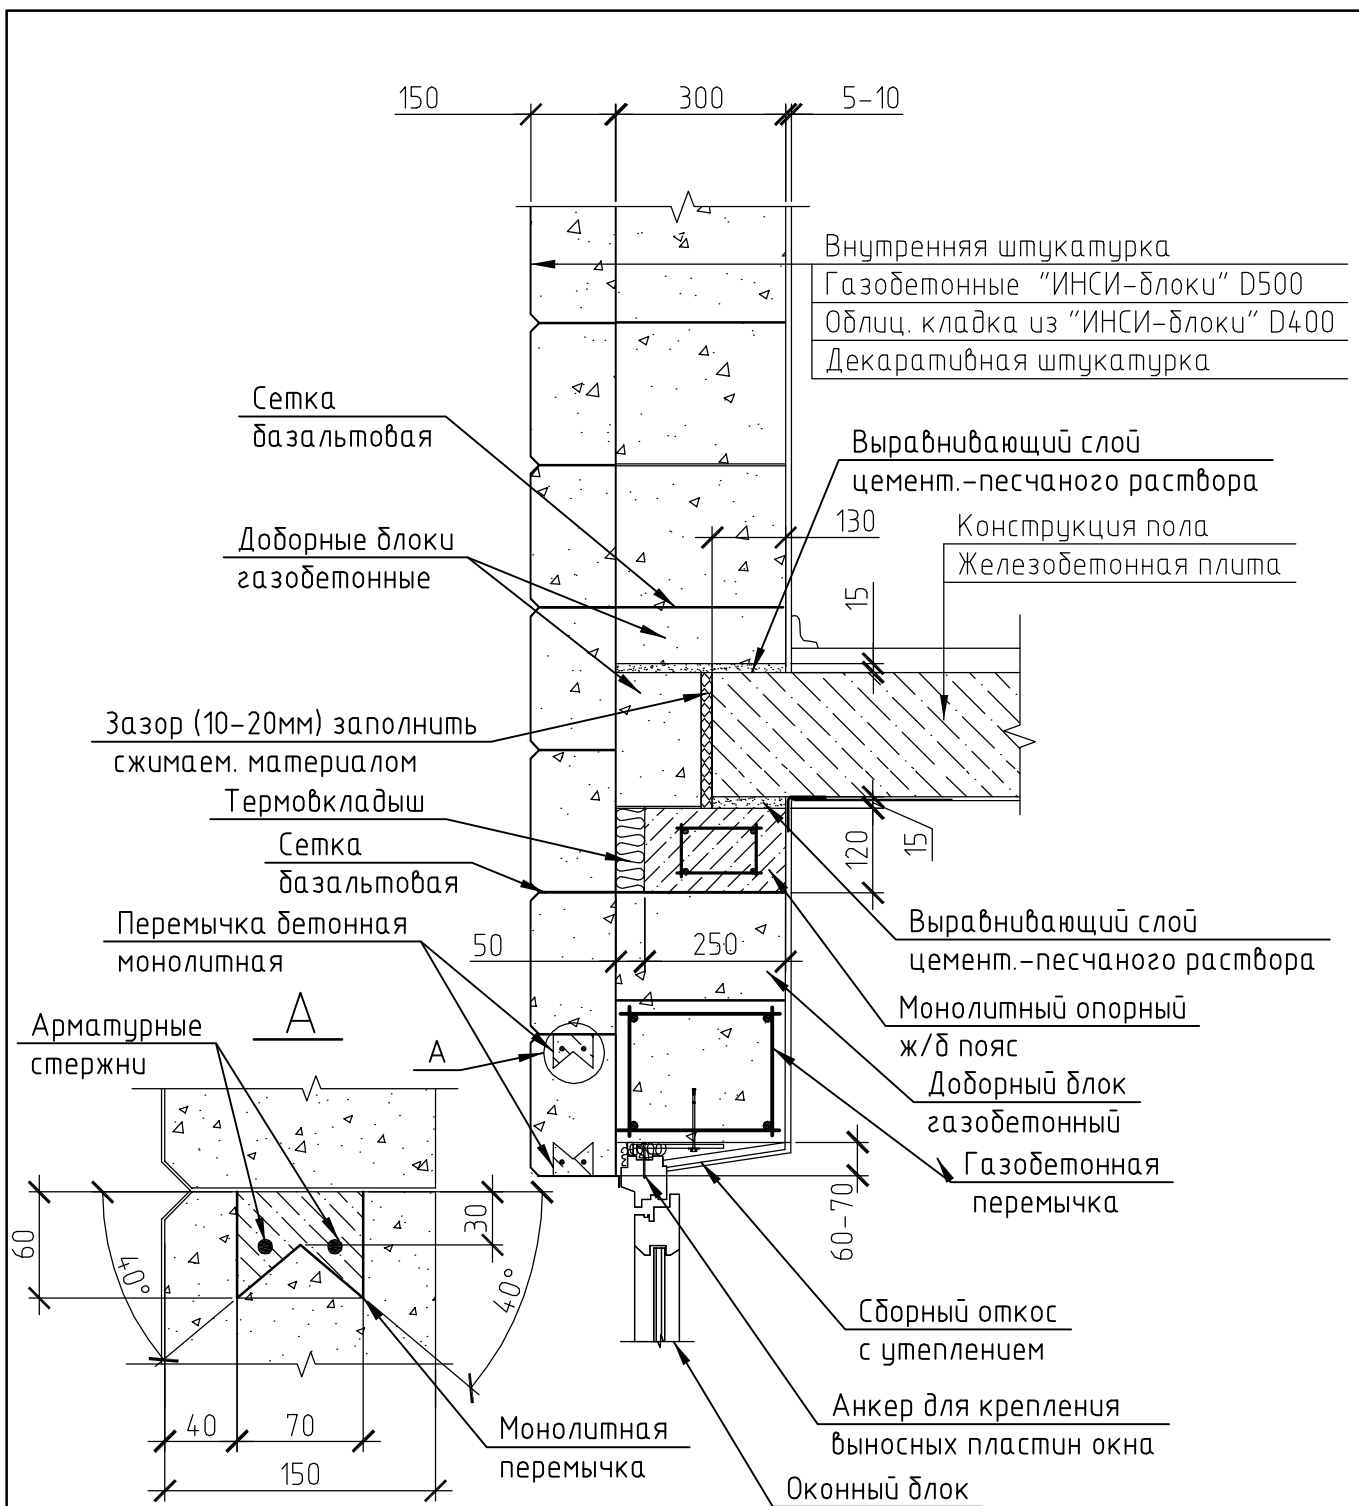 150
300
5-10
Внутренняя штукатурка
Газобетонные "ИНСИ-блоки" D500
Облиц. кладка из "ИНСИ-блоки" D400
Декаративная штукатурка
Сетка
базальтовая
Выравнивающий слой
цемент.-песчаного раствора
130
Конструкция пола
Железобетонная плита
Доборные блоки
газобетонные
15
Зазор (10-20мм) заполнить
сжимаем. материалом
Термовкладыш
Сетка
базальтовая
120
15
Перемычка бетонная
монолитная
50
250
Выравнивающий слой
цемент.-песчаного раствора
Монолитный опорный
ж/б пояс
А
Арматурные
стержни
А
Доборный блок
газобетонный
Газобетонная
перемычка
60-70
60
30
40°
40°
Сборный откос
с утеплением
Анкер для крепления
выносных пластин окна
40
70
150
Монолитная
перемычка
Оконный блок